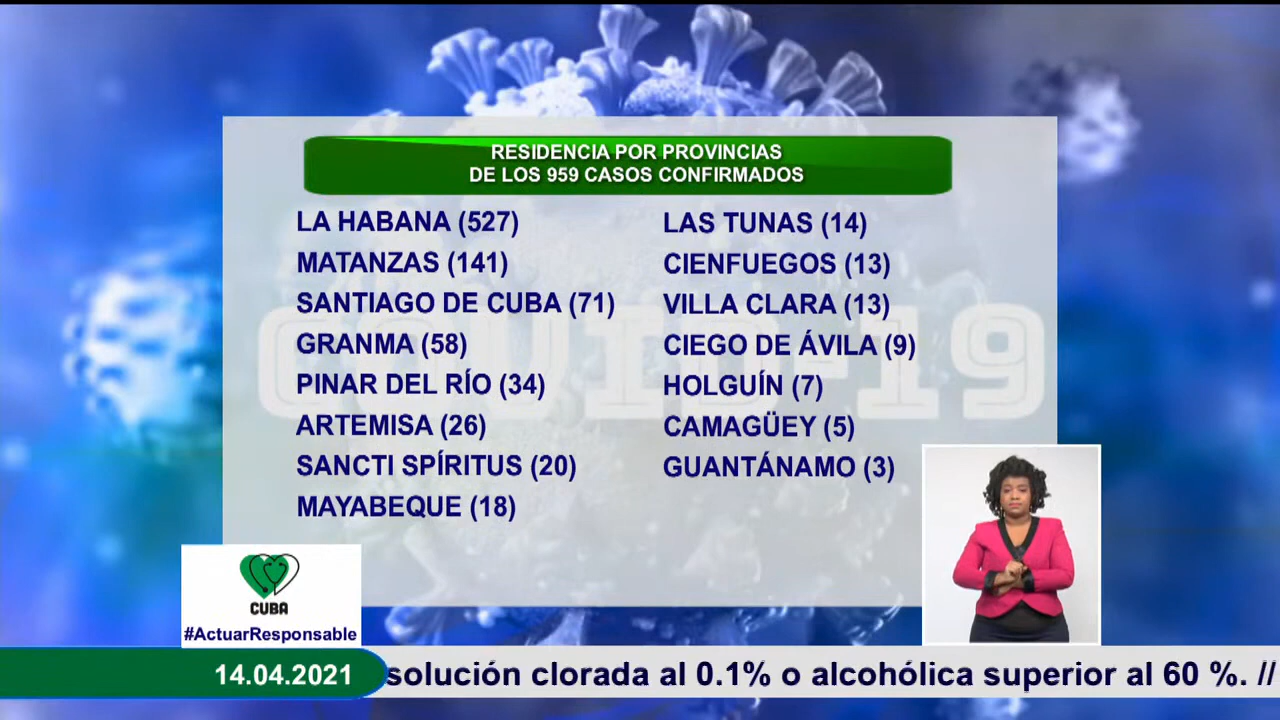 RESIDENCIA POR PROVINCIAS
DE LOS 959 CASOS CONFIRMADOS
LA HABANA (527)
MATANZAS (141)
SANTIAGO DE CUBA (71)
GRANMA (58)
PINAR DEL RÍO (34)
ARTEMISA (26)
SANCTI SPÍRITUS (20)
MAYABEQUE (18)
LAS TUNAS (14)
CIENFUEGOS (13)
VILLA CLARA (13)
CIEGO DE ÁVILA (9)
HOLGUÍN (7)
CAMAGÜEY (5)
GUANTÁNAMO (3)
COVID-19
CUBA
#ActuarResponsable
14.04.2021
solución clorada al 0.1% o alcohólica superior al 60 %. //